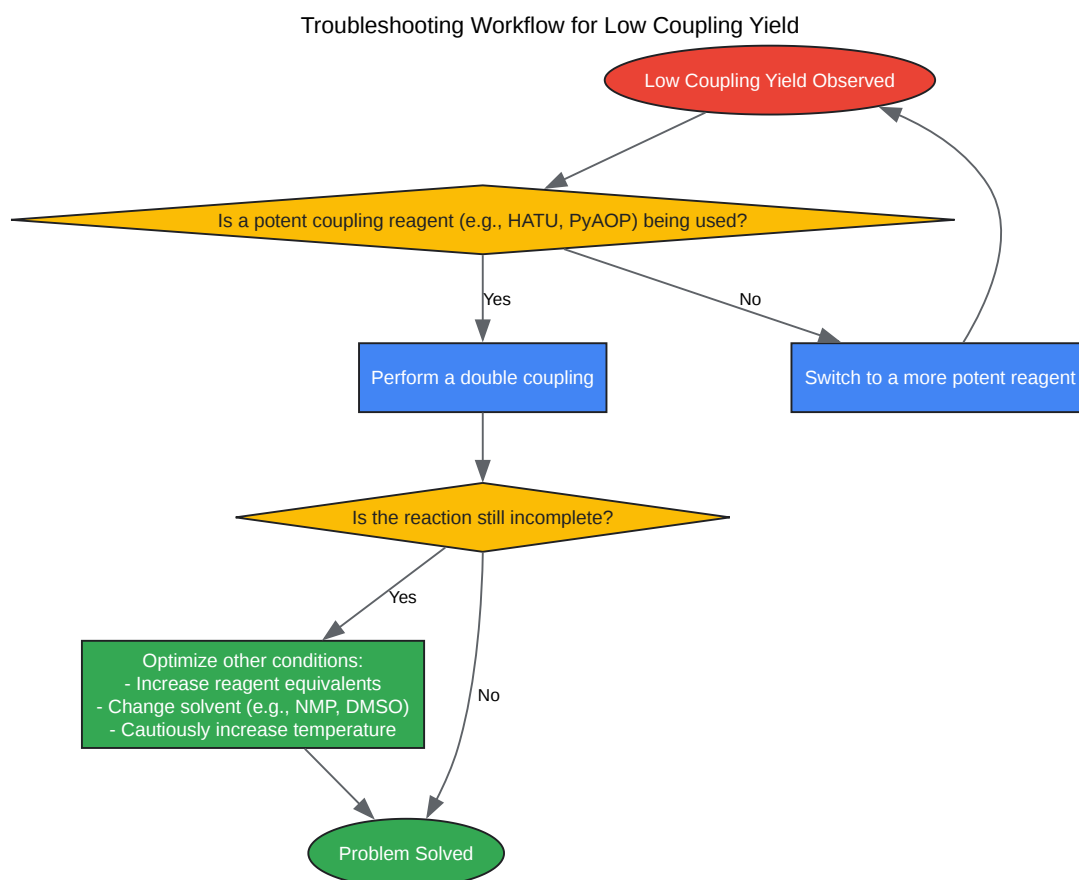 Troubleshooting Workflow for Low Coupling Yield
Low Coupling Yield Observed
Is a potent coupling reagent (e.g., HATU, PyAOP) being used?
Yes
No
Perform a double coupling
Switch to a more potent reagent
Is the reaction still incomplete?
Yes
No
Optimize other conditions:
- Increase reagent equivalents
- Change solvent (e.g., NMP, DMSO)
- Cautiously increase temperature
Problem Solved